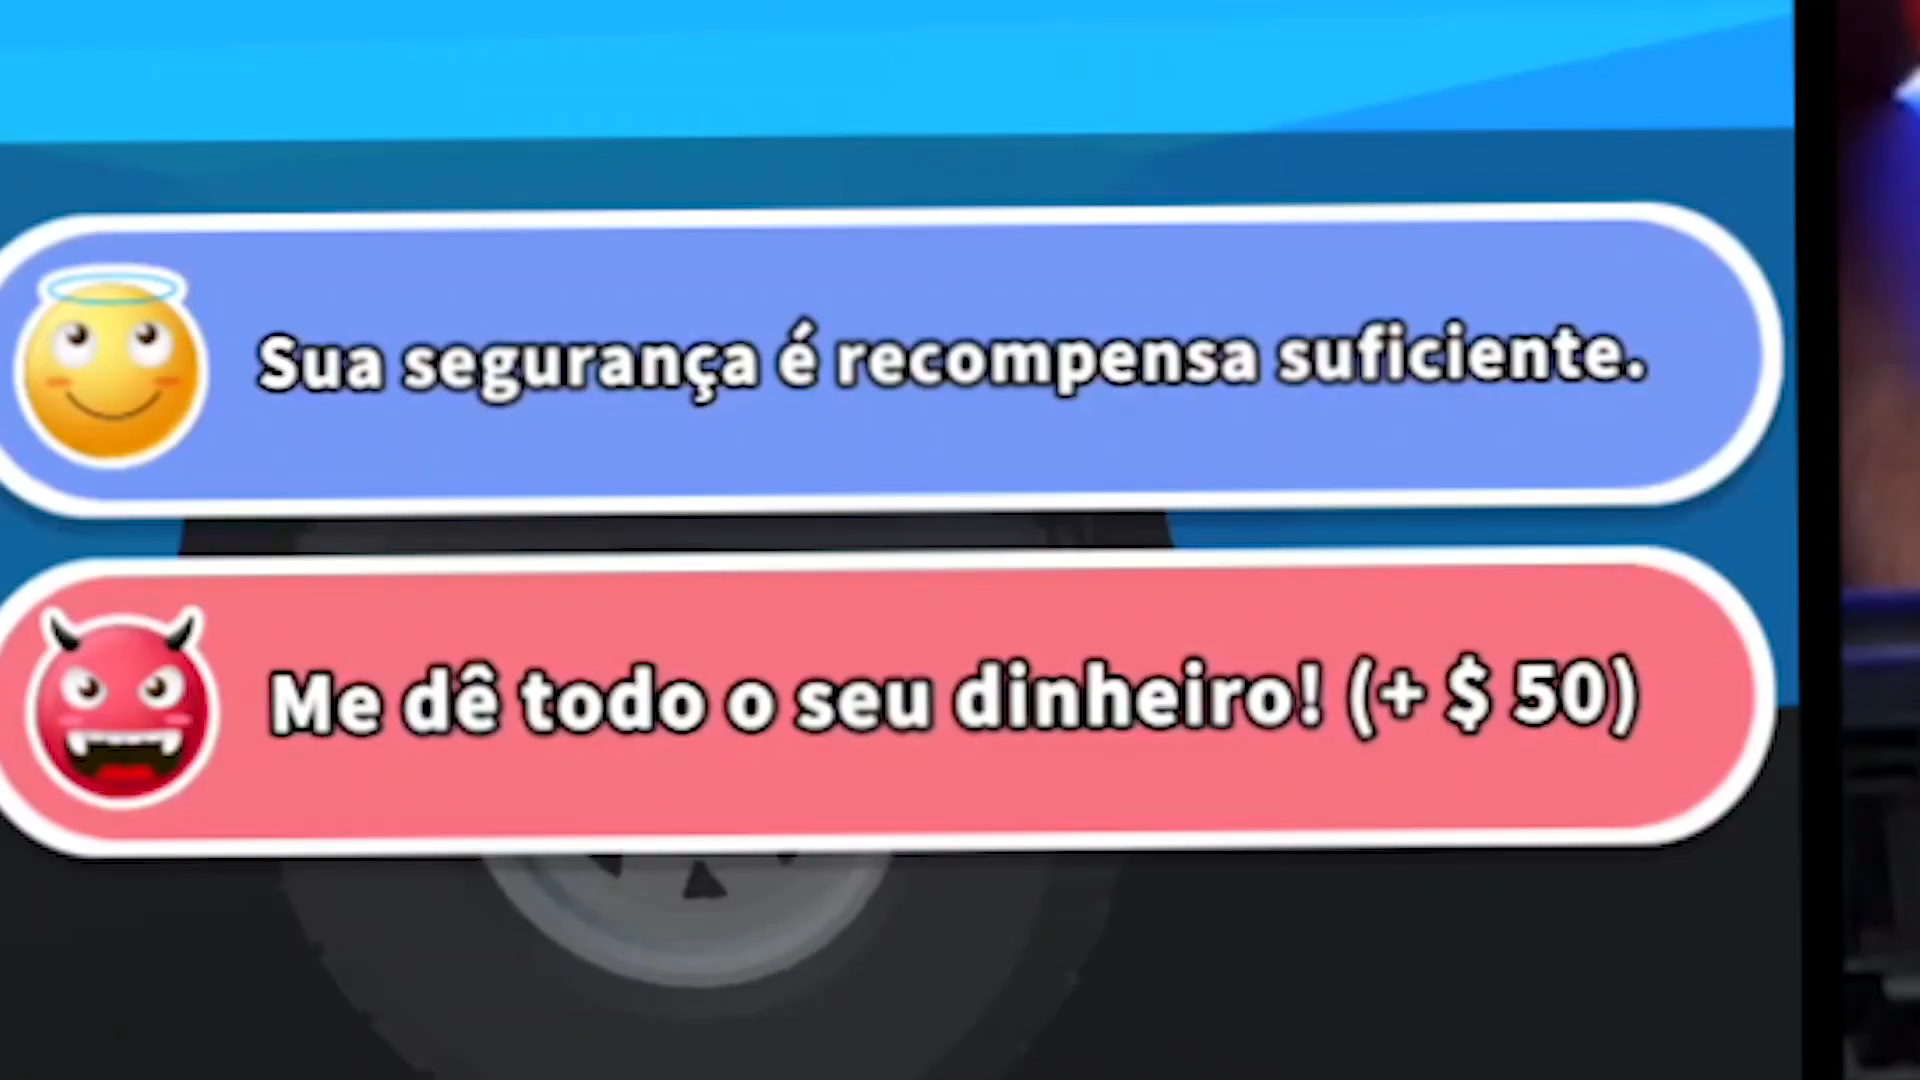 Sua segurança é recompensa suficiente.
Me dê todo o seu dinheiro! (+ $ 50)